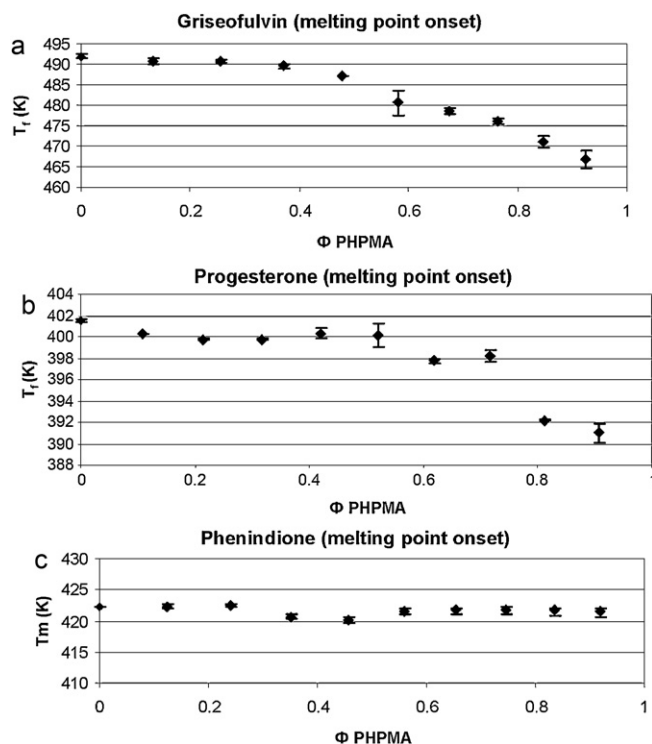 Griseofulvin (melting point onset)
a
495
490
485
480
475
470
465
460
T_f (K)
0 0.2 0.4 0.6 0.8 1
Φ PHPMA
Progesterone (melting point onset)
b
404
402
400
398
396
394
392
390
388
T_f (K)
0 0.2 0.4 0.6 0.8 1
Φ PHPMA
Phenindione (melting point onset)
c
430
425
420
415
410
Tm (K)
0 0.2 0.4 0.6 0.8 1
Φ PHPMA